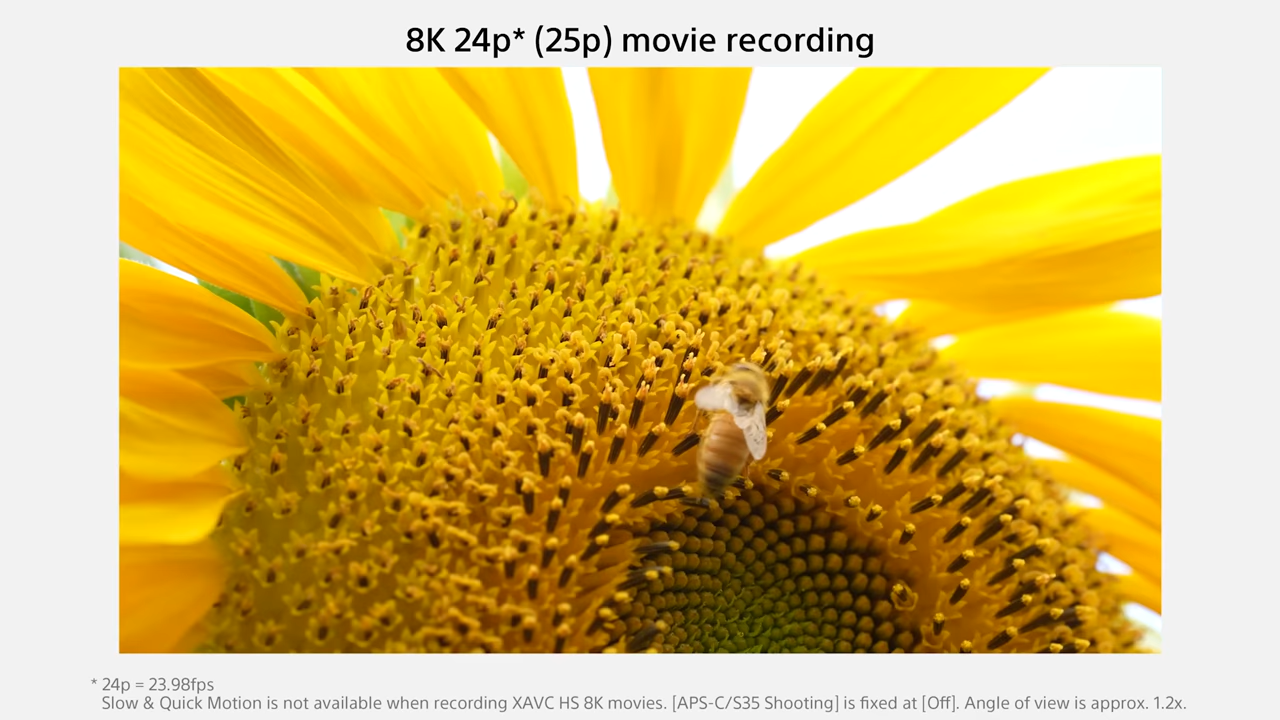 8K 24p* (25p) movie recording
* 24p = 23.98fps
Slow & Quick Motion is not available when recording XAVC HS 8K movies. [APS-C/S35 Shooting] is fixed at [Off]. Angle of view is approx. 1.2x.